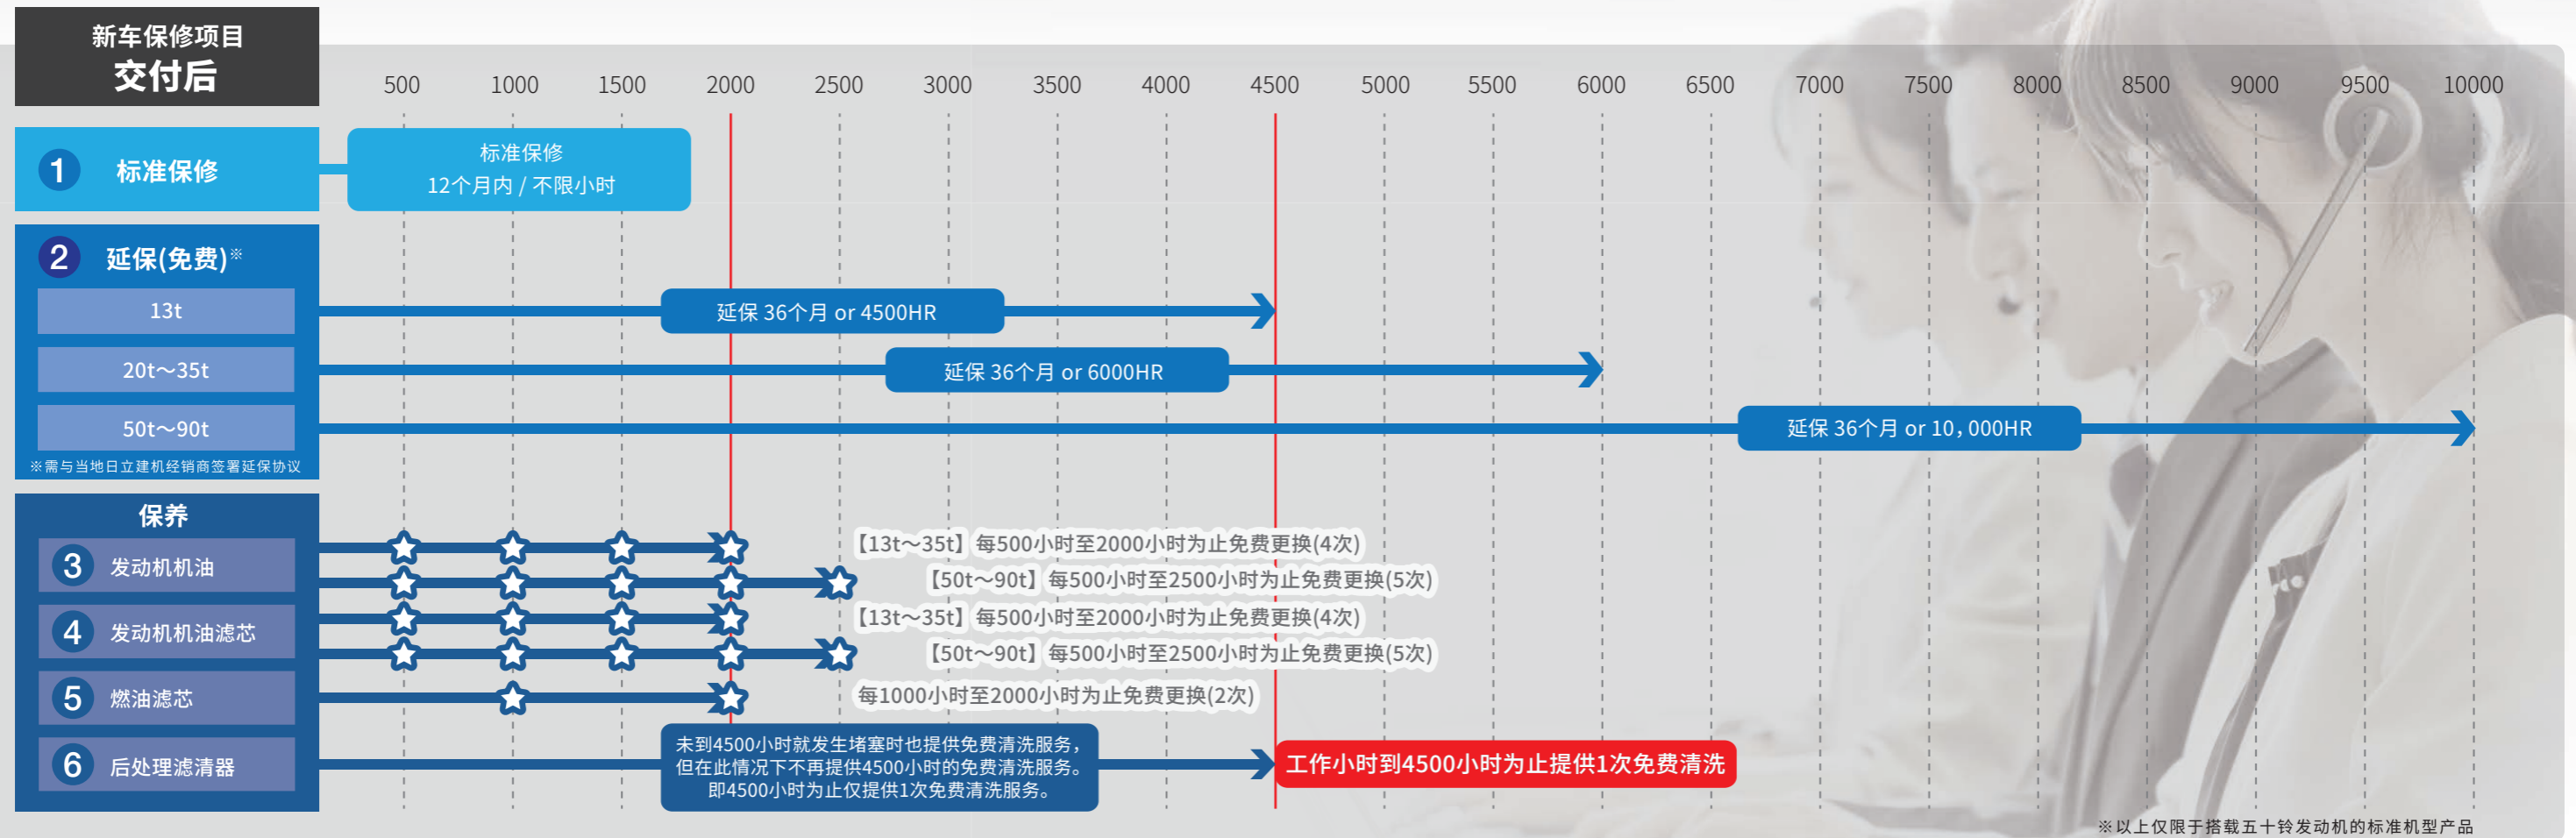 新车保修项目
交付后
500 1000 1500 2000 2500 3000 3500 4000 4500 5000 5500 6000 6500 7000 7500 8000 8500 9000 9500 10000
1 标准保修
标准保修
12个月内 / 不限小时
2 延保(免费)※
13t
延保 36个月 or 4500HR
20t～35t
延保 36个月 or 6000HR
50t～90t
延保 36个月 or 10，000HR
※需与当地日立建机经销商签署延保协议
保养
3 发动机机油
【13t～35t】每500小时至2000小时为止免费更换(4次)
【50t～90t】每500小时至2500小时为止免费更换(5次)
4 发动机机油滤芯
【13t～35t】每500小时至2000小时为止免费更换(4次)
【50t～90t】每500小时至2500小时为止免费更换(5次)
5 燃油滤芯
每1000小时至2000小时为止免费更换(2次)
6 后处理滤清器
未到4500小时就发生堵塞时也提供免费清洗服务，
但在此情况下不再提供4500小时的免费清洗服务。
即4500小时为止仅提供1次免费清洗服务。
工作小时到4500小时为止提供1次免费清洗
※以上仅限于搭载五十铃发动机的标准机型产品